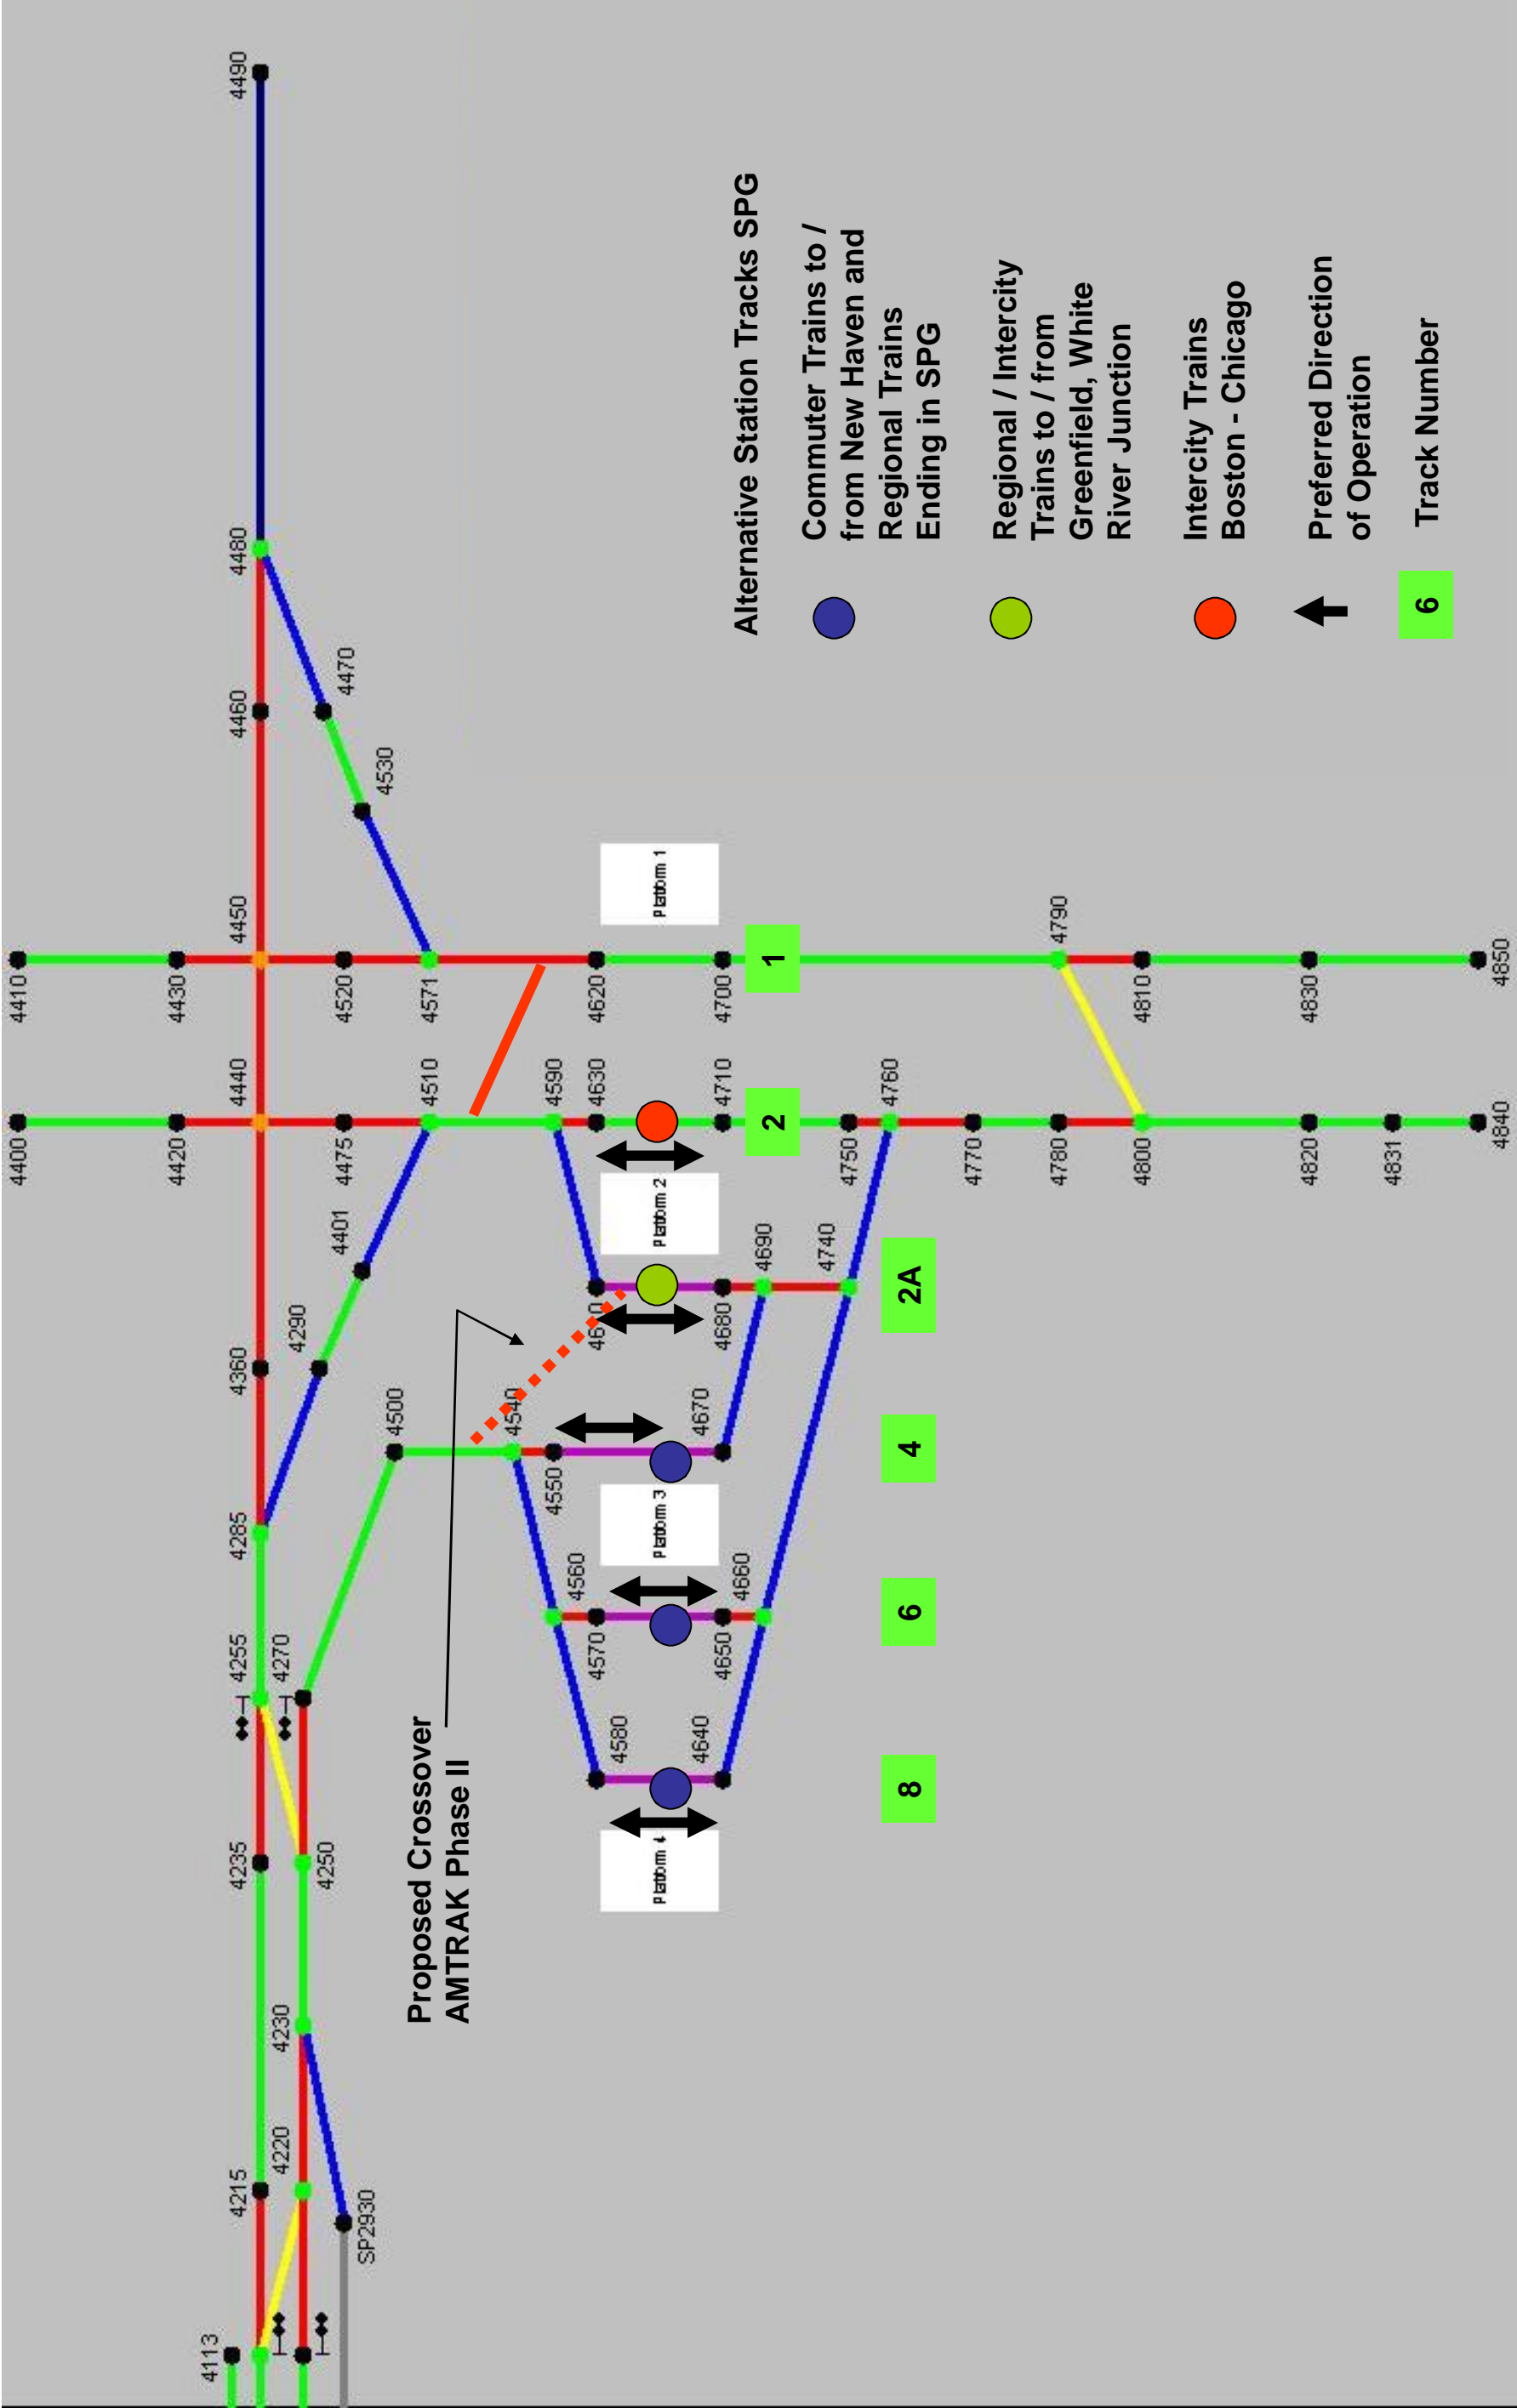 4400
4410
4420
4430
4113
4215
4235
4255
4285
4360
4440
4450
4460
4480
4490
4220
4230
4270
4290
4250
4401
4475
4520
4470
SP2930
4530
4500
Proposed Crossover
AMTRAK Phase II
4510
4571
4540
4550
4590
4560
4570
4630
4620
4580
Platform 4
Platform 3
Platform 2
Platform 1
4640
4670
4650
4680
4710
4700
4660
4690
2
1
4740
4750
4760
8
6
4
2A
4770
4780
4790
4800
4810
4820
4830
4831
4840
4850
Alternative Station Tracks SPG
Commuter Trains to /
from New Haven and
Regional Trains
Ending in SPG
Regional / Intercity
Trains to / from
Greenfield, White
River Junction
Intercity Trains
Boston - Chicago
Preferred Direction
of Operation
6
Track Number